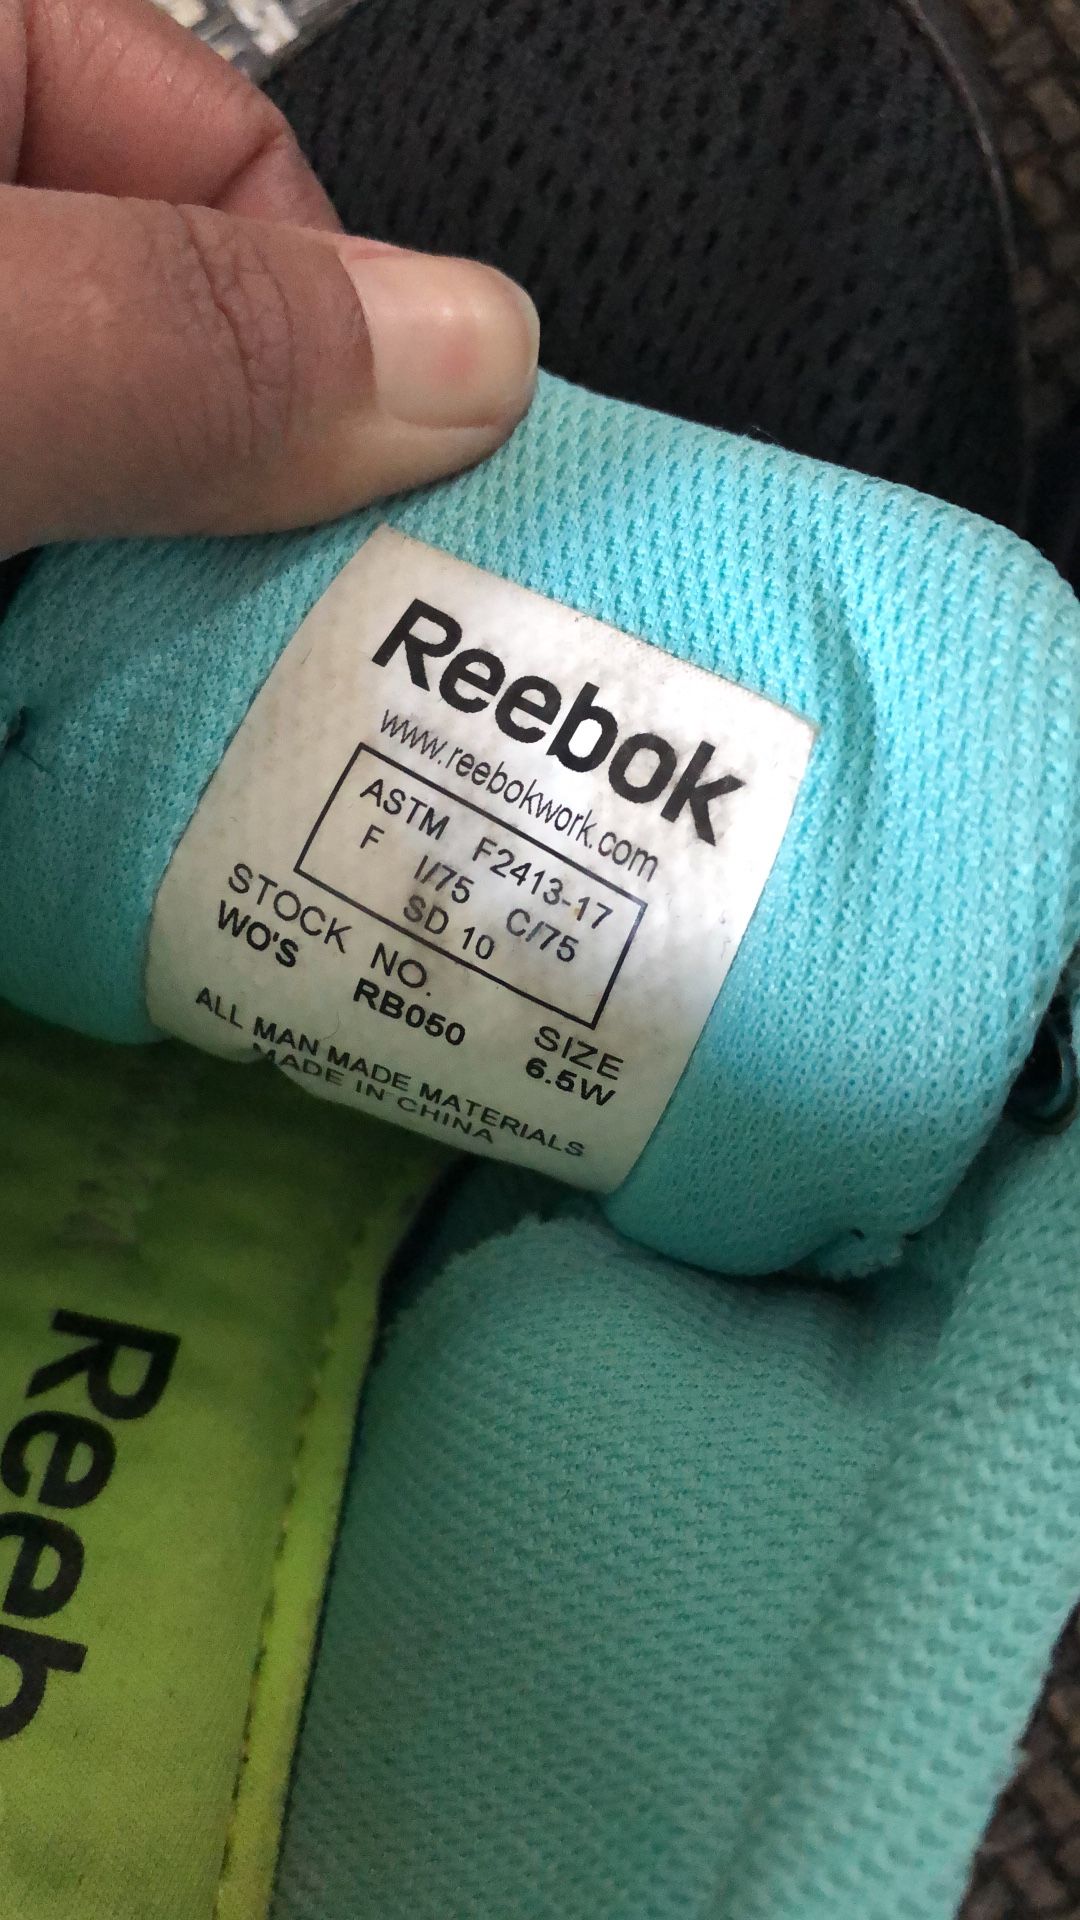 Reebok
www.reebokwork.com
ASTM F2413-17
F I/75 C/75
SD 10
STOCK NO. SIZE
WO'S RB050 6.5W
ALL MAN MADE MATERIALS
MADE IN CHINA
Reeb